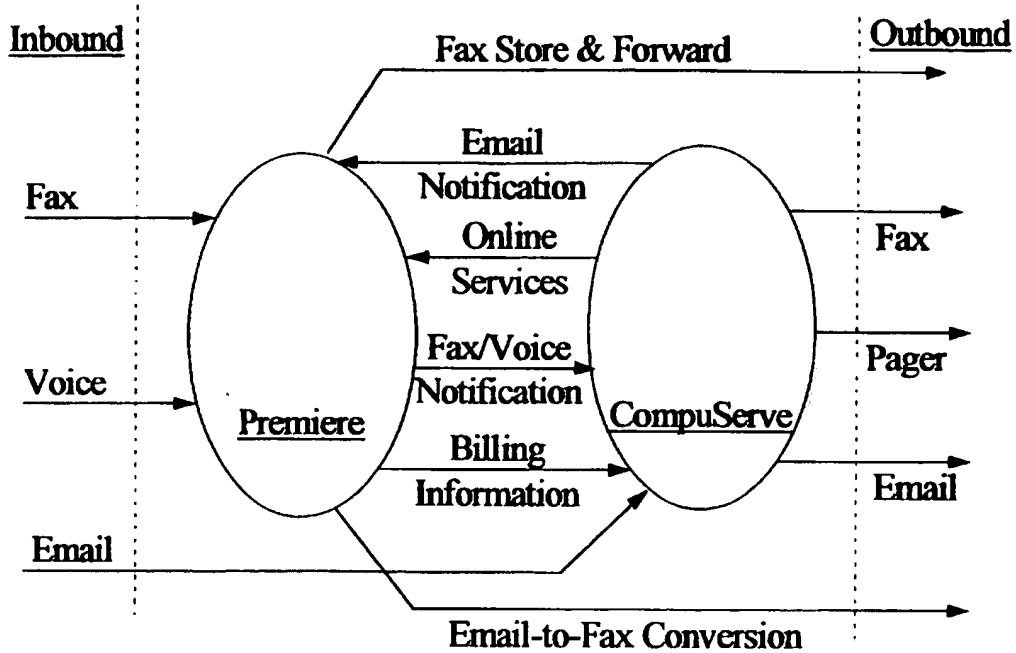 Inbound
Outbound
Fax Store & Forward
Email
Notification
Fax
Fax
Online
Services
Fax/Voice
Notification
Pager
Voice
Premiere
CompuServe
Billing
Information
Email
Email
Email-to-Fax Conversion